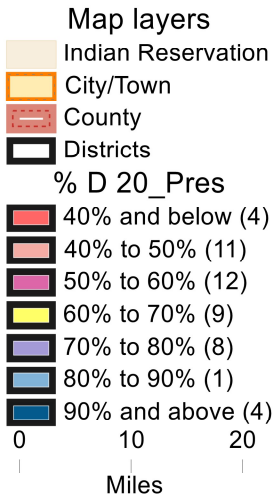 Map layers
Indian Reservation
City/Town
County
Districts
% D 20_Pres
40% and below (4)
40% to 50% (11)
50% to 60% (12)
60% to 70% (9)
70% to 80% (8)
80% to 90% (1)
90% and above (4)
0 10 20
Miles